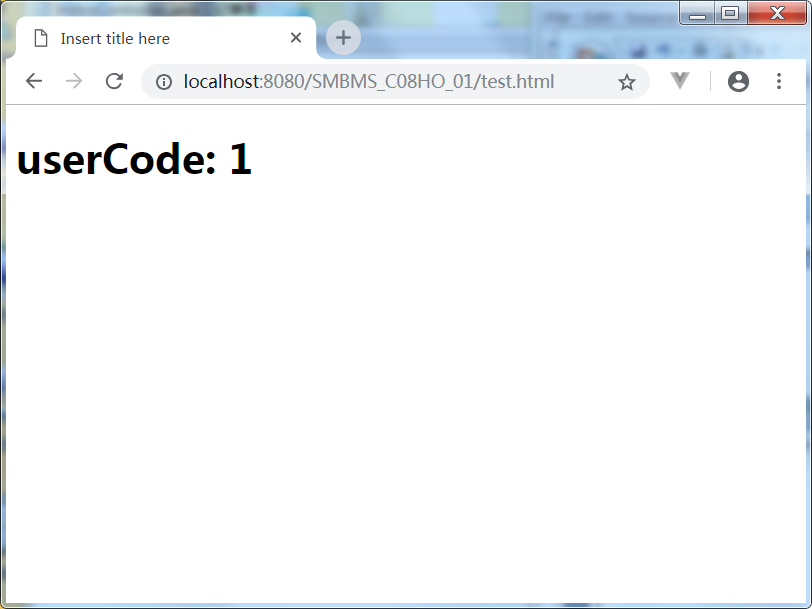 Insert title here
localhost:8080/SMBMS_C08HO_01/test.html
userCode: 1